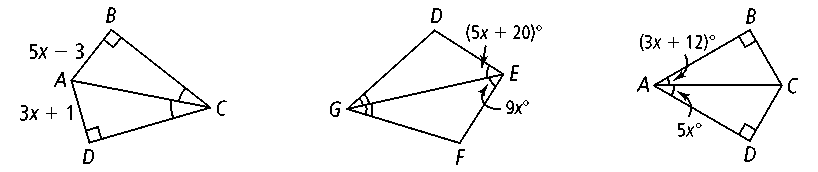 B
5x − 3
A
3x + 1
C
D
D
(5x + 20)°
E
G
9x°
F
B
(3x + 12)°
A
C
5x°
D